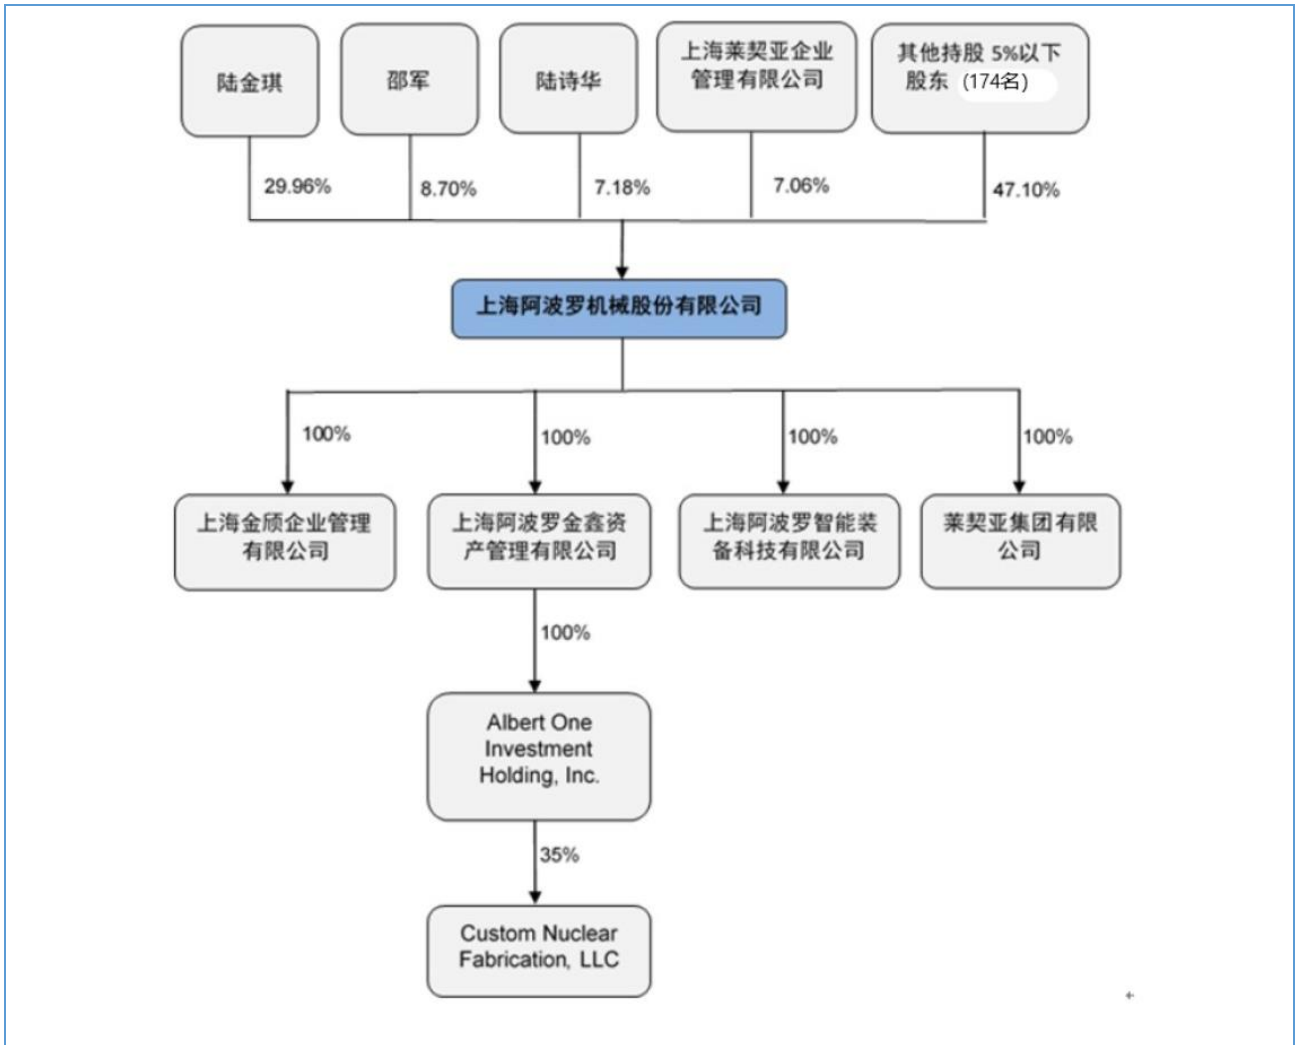 陆金琪
邵军
陆诗华
上海莱契亚企业
管理有限公司
其他持股 5%以下
股东 (174名)
29.96%
8.70%
7.18%
7.06%
47.10%
上海阿波罗机械股份有限公司
100%
100%
100%
100%
上海金颀企业管理
有限公司
上海阿波罗金鑫资
产管理有限公司
上海阿波罗智能装
备科技有限公司
莱契亚集团有限
公司
100%
Albert One
Investment
Holding, Inc.
35%
Custom Nuclear
Fabrication, LLC